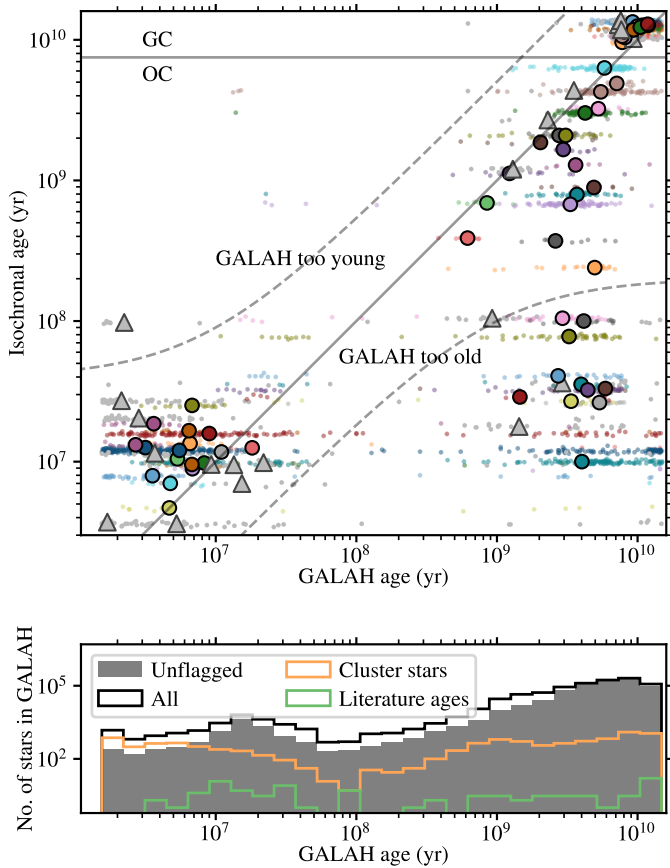 10^10
10^9
10^8
10^7
Isochronal age (yr)
GC
OC
GALAH too young
GALAH too old
10^7
10^8
10^9
10^10
GALAH age (yr)
No. of stars in GALAH
10^5
10^2
Unflagged
All
Cluster stars
Literature ages
10^7
10^8
10^9
10^10
GALAH age (yr)